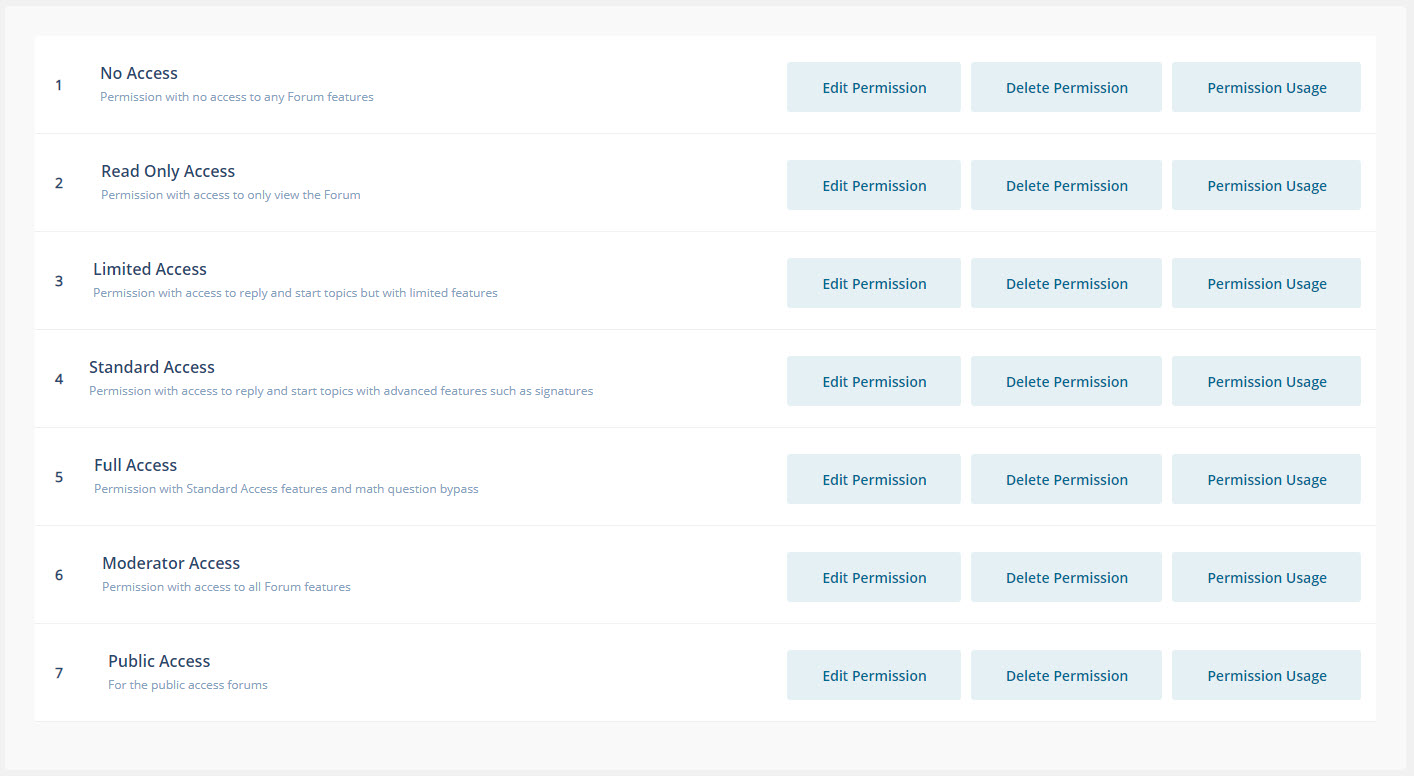 1
No Access
Permission with no access to any Forum features
Edit Permission
Delete Permission
Permission Usage
2
Read Only Access
Permission with access to only view the Forum
Edit Permission
Delete Permission
Permission Usage
3
Limited Access
Permission with access to reply and start topics but with limited features
Edit Permission
Delete Permission
Permission Usage
4
Standard Access
Permission with access to reply and start topics with advanced features such as signatures
Edit Permission
Delete Permission
Permission Usage
5
Full Access
Permission with Standard Access features and math question bypass
Edit Permission
Delete Permission
Permission Usage
6
Moderator Access
Permission with access to all Forum features
Edit Permission
Delete Permission
Permission Usage
7
Public Access
For the public access forums
Edit Permission
Delete Permission
Permission Usage